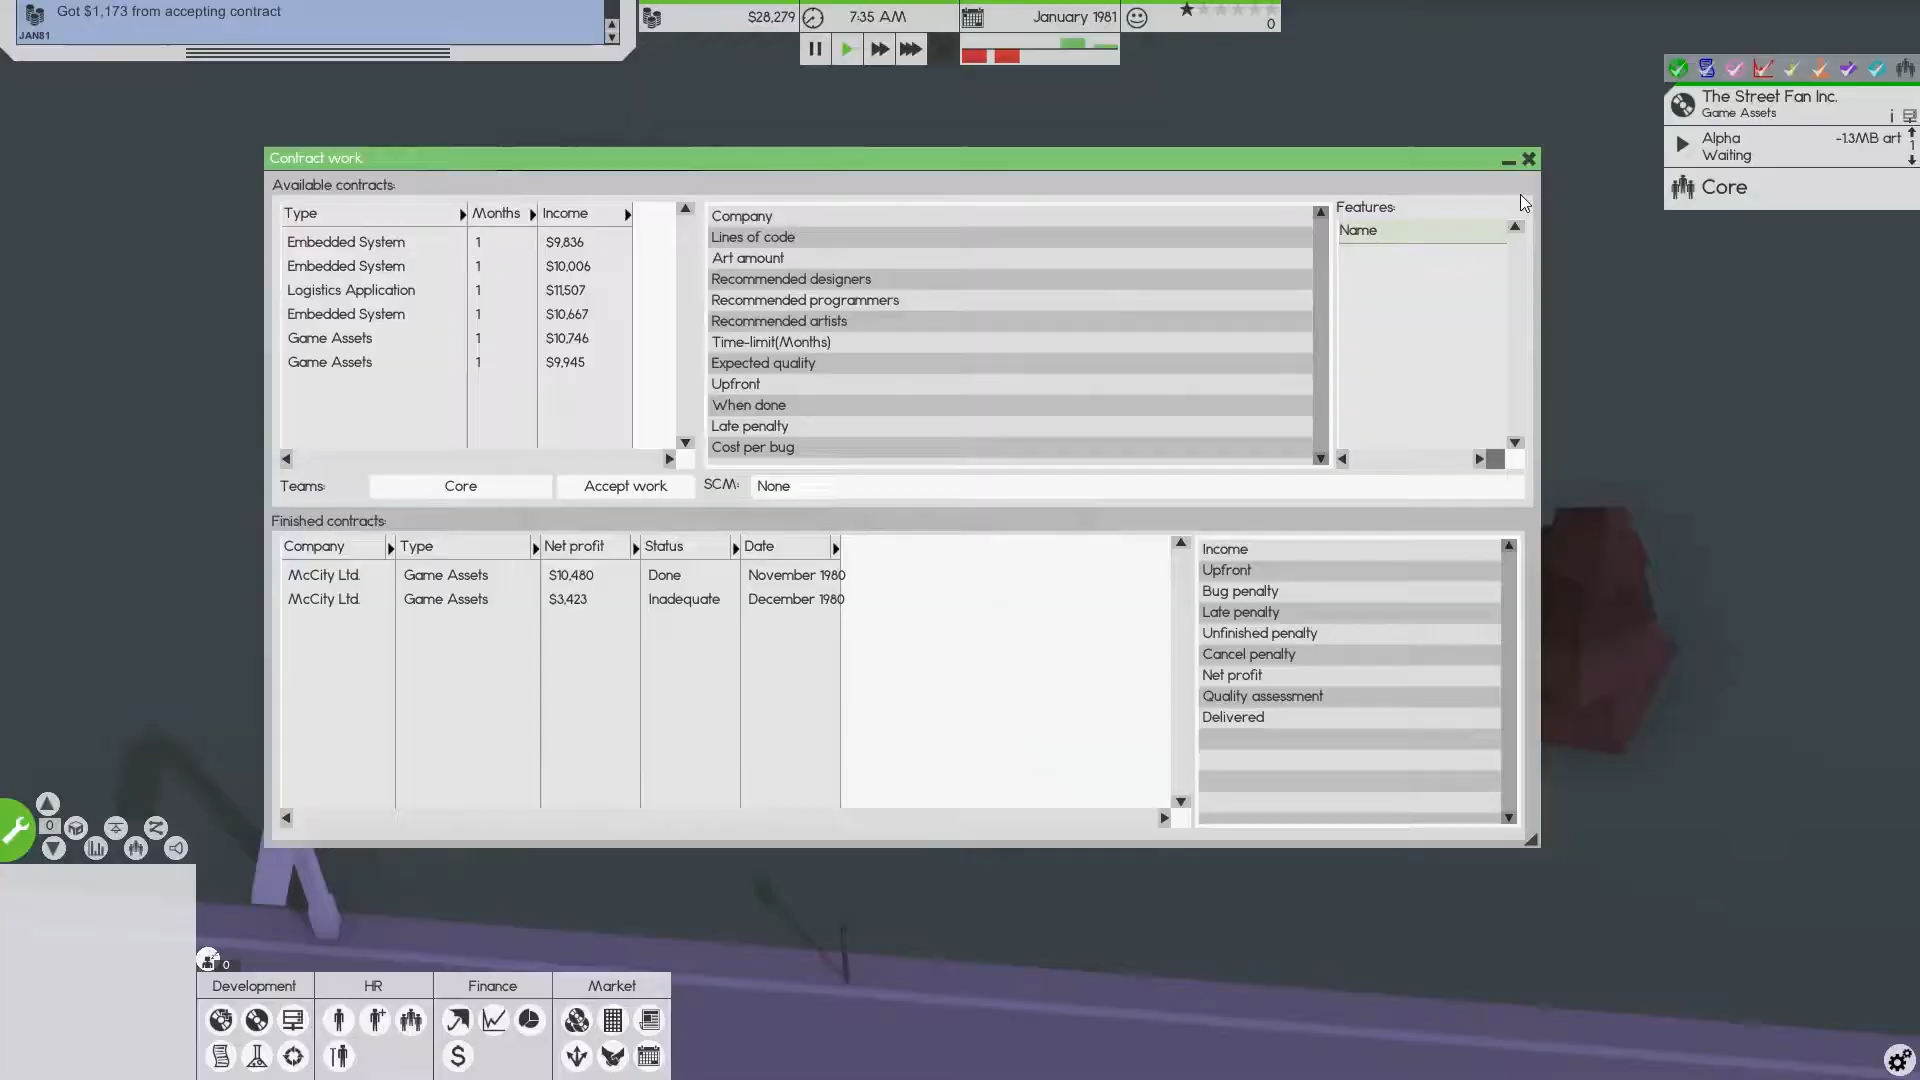 Got $1,173 from accepting contract
JAN81
$28,279
7:35 AM
January 1981
0
The Street Fan Inc.
Game Assets
i
Alpha
-1.3MB art
1
Waiting
Core
Contract work
Available contracts:
Type Months Income
Embedded System 1 $9,836
Embedded System 1 $10,006
Logistics Application 1 $11,507
Embedded System 1 $10,667
Game Assets 1 $10,746
Game Assets 1 $9,945
Company
Lines of code
Art amount
Recommended designers
Recommended programmers
Recommended artists
Time-limit(Months)
Expected quality
Upfront
When done
Late penalty
Cost per bug
Features:
Name
Teams: Core Accept work SCM: None
Finished contracts:
Company Type Net profit Status Date
McCity Ltd. Game Assets $10,480 Done November 1980
McCity Ltd. Game Assets $3,423 Inadequate December 1980
Income
Upfront
Bug penalty
Late penalty
Unfinished penalty
Cancel penalty
Net profit
Quality assessment
Delivered
0
0
Development HR Finance Market